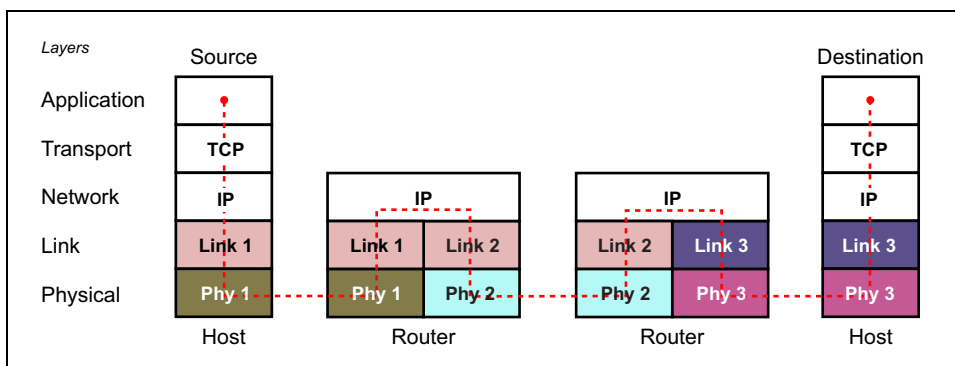 Layers
Source Destination
Application
Transport TCP TCP
Network IP IP IP IP
Link Link 1 Link 1 Link 2 Link 2 Link 3 Link 3
Physical Phy 1 Phy 1 Phy 2 Phy 2 Phy 3 Phy 3
Host Router Router Host